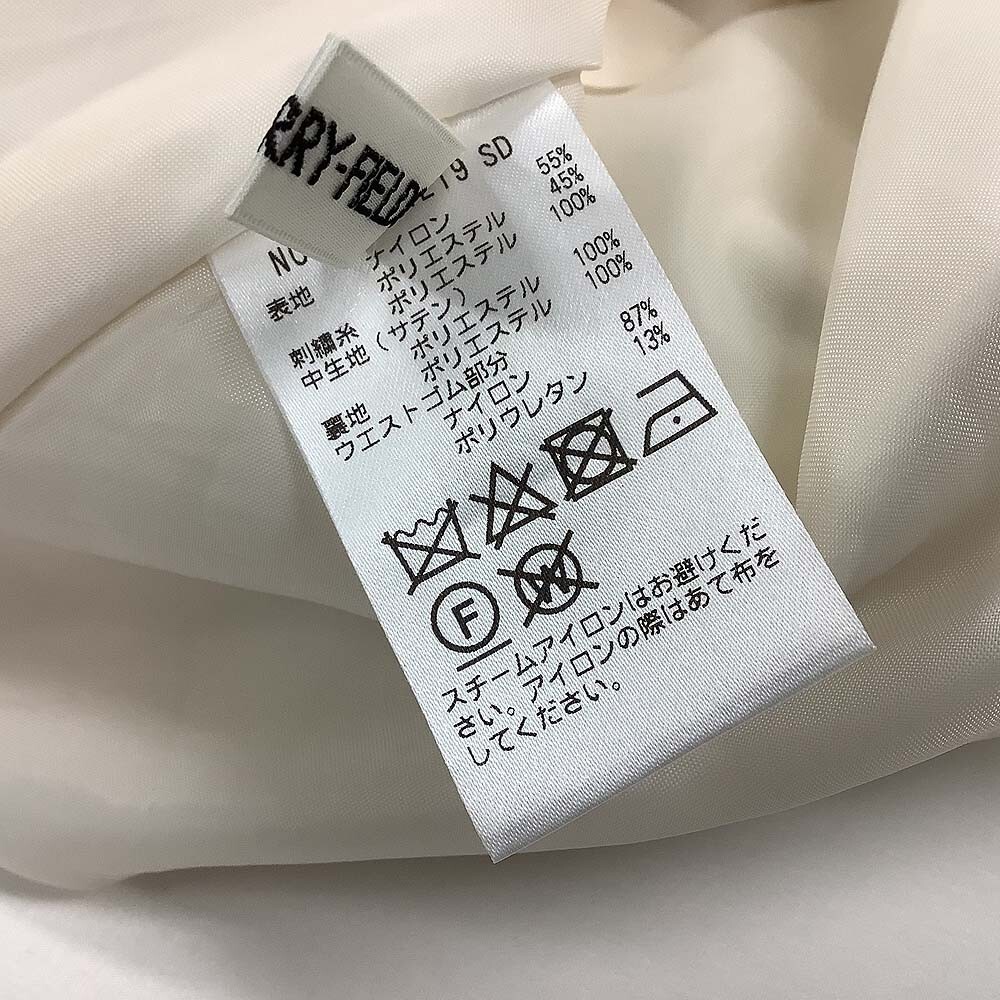 RRY-FIEL
219 SD
NO
表地 ナイロン 55%
ポリエステル 45%
刺繍糸 ポリエステル 100%
中生地(サテン)
ポリエステル 100%
裏地 ポリエステル 100%
ウエストゴム部分
ナイロン 87%
ポリウレタン 13%
F W
スチームアイロンはお避けくだ
さい。アイロンの際はあて布を
してください。